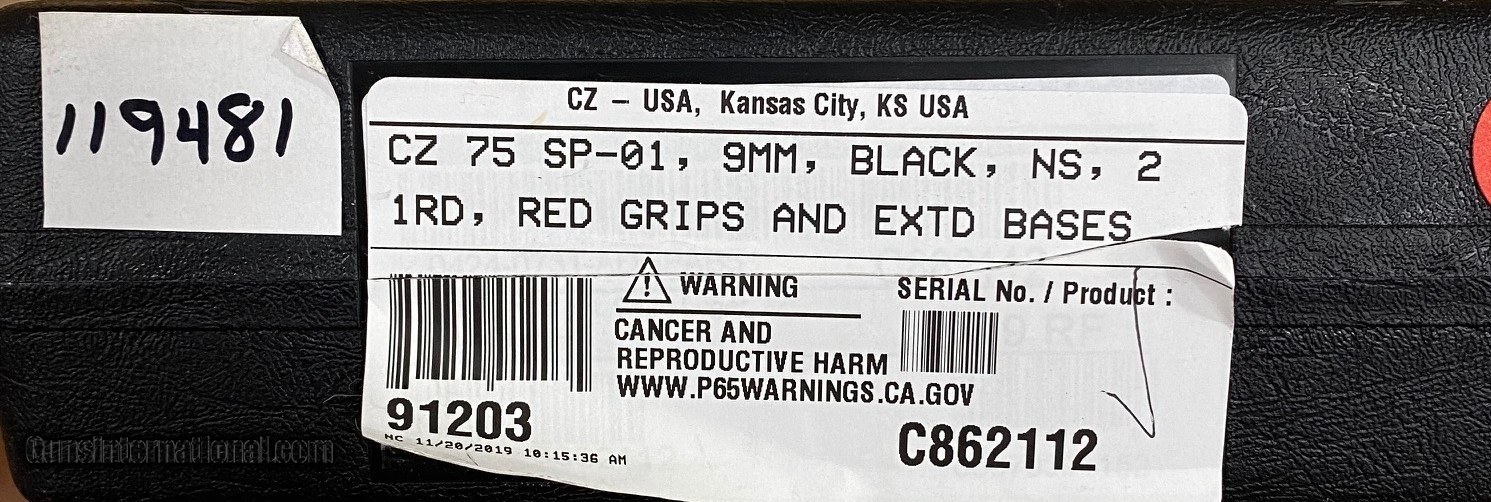 119481
CZ – USA, Kansas City, KS USA
CZ 75 SP-01, 9MM, BLACK, NS, 2
1RD, RED GRIPS AND EXTD BASES
WARNING
CANCER AND
REPRODUCTIVE HARM
WWW.P65WARNINGS.CA.GOV
SERIAL No. / Product :
91203
NC 11/20/2019 10:15:36 AM
C862112
GunsInternational.com